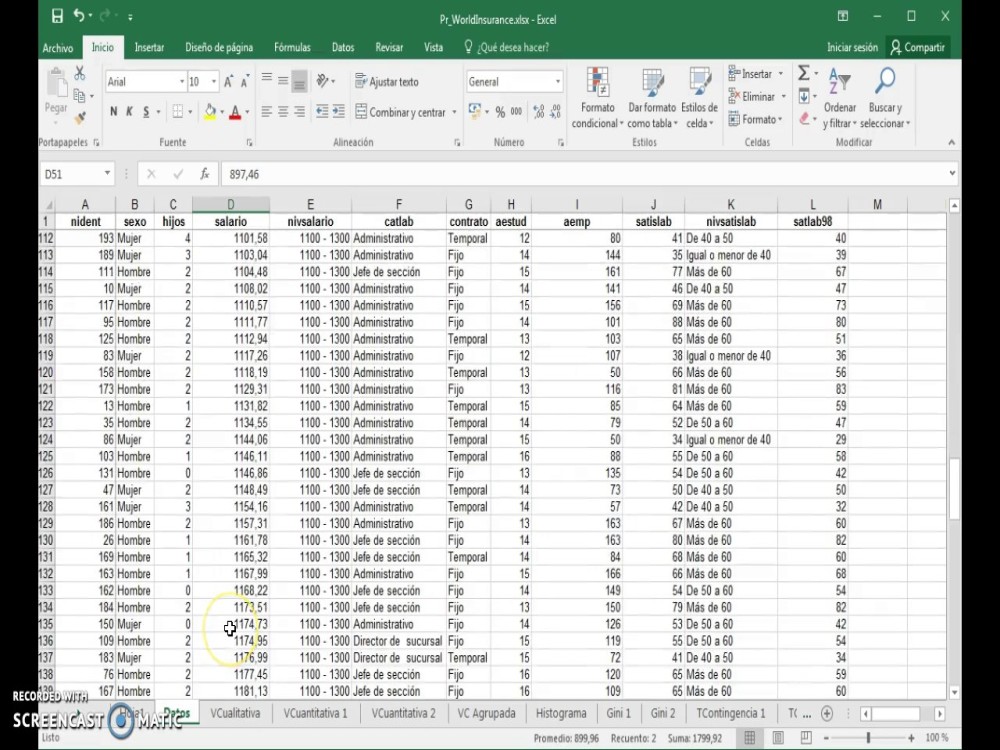 Pr_WorldInsurance.xlsx - Excel
Archivo Inicio Insertar Diseño de página Fórmulas Datos Revisar Vista ¿Qué desea hacer? Iniciar sesión Compartir
Pegar Arial 10 Ajustar texto General Formato condicional Dar formato como tabla Estilos de celda Insertar Ordenar y filtrar Buscar y seleccionar
N K S Combinar y centrar % 000 Eliminar
Formato
Portapapeles Fuente Alineación Número Estilos Celdas Modificar
D51 fx 897,46
A B C D E F G H I J K L M
1 nident sexo hijos salario nivsalario catlab contrato aestud aemp satislab nivsatislab satlab98
112 193 Mujer 4 1101,58 1100 - 1300 Administrativo Temporal 12 80 41 De 40 a 50 40
113 189 Mujer 3 1103,04 1100 - 1300 Administrativo Fijo 14 144 35 Igual o menor de 40 39
114 111 Hombre 2 1104,48 1100 - 1300 Jefe de sección Fijo 15 161 77 Más de 60 67
115 10 Mujer 2 1108,02 1100 - 1300 Administrativo Fijo 14 141 46 De 40 a 50 47
116 117 Hombre 2 1110,57 1100 - 1300 Administrativo Fijo 15 156 69 Más de 60 73
117 95 Hombre 2 1111,77 1100 - 1300 Administrativo Fijo 14 101 88 Más de 60 80
118 125 Hombre 2 1112,94 1100 - 1300 Administrativo Temporal 13 103 65 Más de 60 51
119 83 Mujer 2 1117,26 1100 - 1300 Administrativo Fijo 12 107 38 Igual o menor de 40 36
120 158 Hombre 2 1118,19 1100 - 1300 Administrativo Temporal 13 50 66 Más de 60 56
121 173 Hombre 2 1129,31 1100 - 1300 Administrativo Fijo 13 116 81 Más de 60 83
122 13 Hombre 1 1131,82 1100 - 1300 Administrativo Temporal 15 85 64 Más de 60 59
123 35 Hombre 2 1134,55 1100 - 1300 Administrativo Temporal 14 79 52 De 50 a 60 47
124 86 Mujer 2 1144,06 1100 - 1300 Administrativo Temporal 15 50 34 Igual o menor de 40 29
125 103 Hombre 1 1146,11 1100 - 1300 Administrativo Temporal 16 88 55 De 50 a 60 58
126 131 Hombre 0 1146,86 1100 - 1300 Jefe de sección Fijo 13 135 54 De 50 a 60 42
127 47 Mujer 2 1148,49 1100 - 1300 Jefe de sección Temporal 14 73 50 De 40 a 50 50
128 161 Mujer 3 1154,16 1100 - 1300 Jefe de sección Temporal 14 57 42 De 40 a 50 32
129 186 Hombre 2 1157,31 1100 - 1300 Administrativo Fijo 13 163 67 Más de 60 60
130 26 Hombre 1 1161,78 1100 - 1300 Jefe de sección Fijo 14 163 80 Más de 60 82
131 169 Hombre 1 1165,32 1100 - 1300 Jefe de sección Temporal 14 84 68 Más de 60 60
132 163 Hombre 1 1167,99 1100 - 1300 Administrativo Fijo 14 166 66 Más de 60 68
133 162 Hombre 0 1168,22 1100 - 1300 Jefe de sección Fijo 14 149 54 De 50 a 60 54
134 184 Hombre 2 1173,51 1100 - 1300 Jefe de sección Fijo 13 150 79 Más de 60 82
135 150 Mujer 0 1174,73 1100 - 1300 Administrativo Fijo 14 126 53 De 50 a 60 42
136 109 Hombre 2 1174,95 1100 - 1300 Director de sucursal Fijo 15 119 55 De 50 a 60 54
137 183 Mujer 2 1176,99 1100 - 1300 Director de sucursal Temporal 15 72 41 De 40 a 50 34
138 76 Hombre 2 1177,45 1100 - 1300 Jefe de sección Fijo 16 120 65 Más de 60 58
139 167 Hombre 2 1181,13 1100 - 1300 Jefe de sección Fijo 16 109 65 Más de 60 60
Datos VCualitativa VCuantitativa 1 VCuantitativa 2 VC Agrupada Histograma Gini 1 Gini 2 TContingencia 1
Listo Promedio: 899,96 Recuento: 2 Suma: 1799,92 100 %
RECORDED WITH
SCREENCAST MATIC